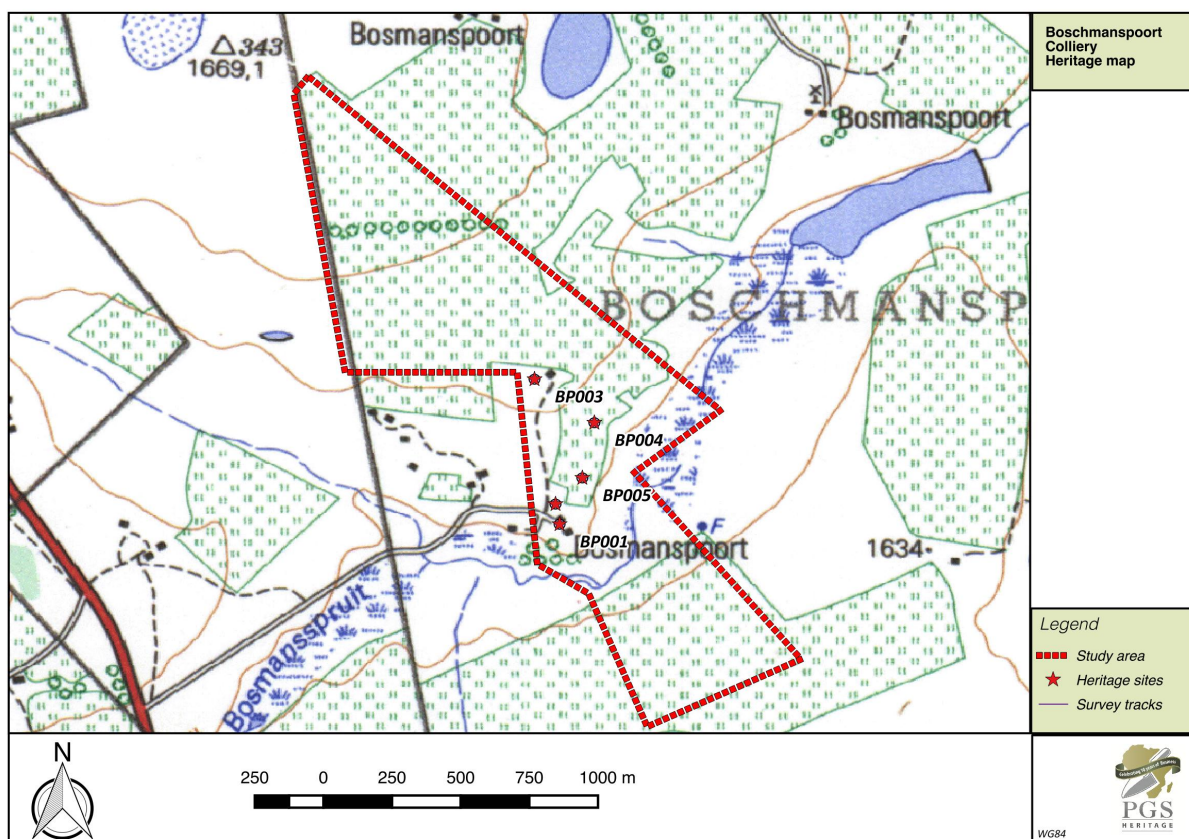 Boschmanspoort
Colliery
Heritage map
343
1669,1
Bosmanspoort
Bosmanspoort
BOSCHMANSP
BP003
BP004
BP005
BP001
Bosmanspoort
F
1634
Bosmansspruit
Legend
Study area
Heritage sites
Survey tracks
N
250 0 250 500 750 1000 m
PGS
HERITAGE
WG84